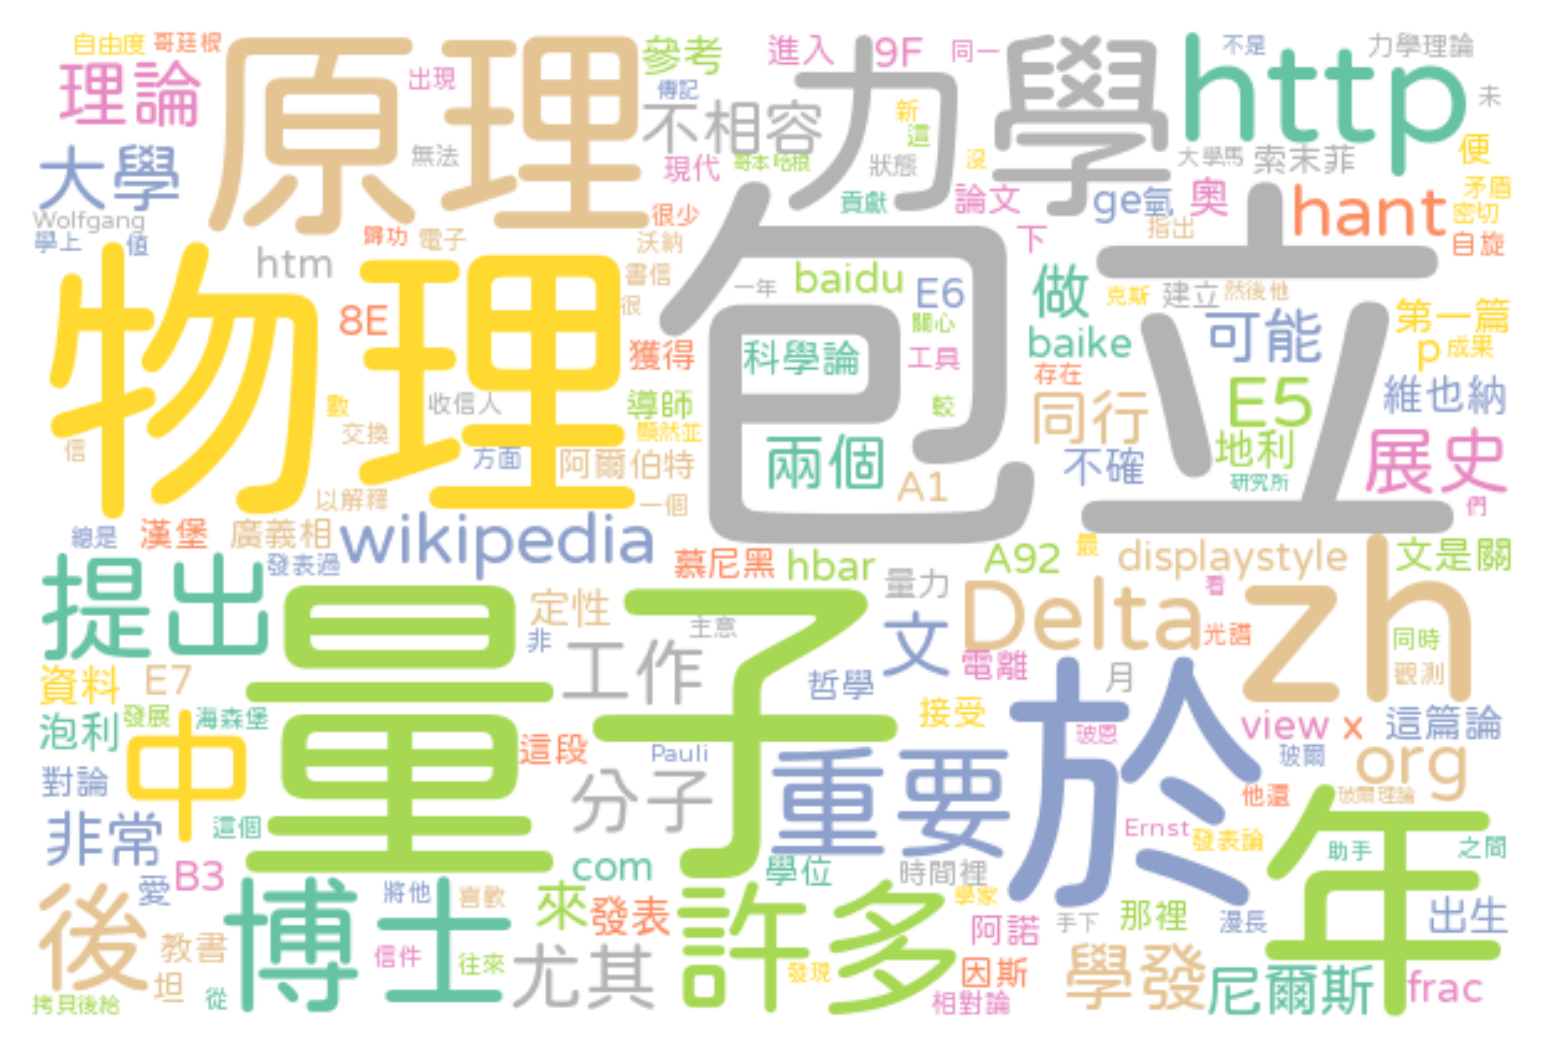 自由度
哥廷根
理論
原理
出現
參考
傳記
不相容
進入
9F
同一
力學
http
不是
力學理論
未
新
這
大學
無法
現代
哥本哈根
狀態
沒
大學馬
索末菲
便
Wolfgang
很少
貢獻
論文
ge氣
奧
hant
矛盾
密切
學上
值
歸功
電子
沃納
下
指出
自旋
物理
htm
書信
很
包立
一年
baidu
E6
做
克斯
建立
然後他
8E
關心
可能
第一篇
獲得
科學論
工具
baike
p
成果
存在
數
收信人
導師
較
同行
E5
維也納
信
交換
顯然並
方面
阿爾伯特
兩個
A1
不確
地利
展史
研究所
以解釋
一個
們
總是
漢堡
廣義相
wikipedia
慕尼黑
hbar
A92
最
displaystyle
文是關
提出
發表過
量子
定性
量力
Delta
看
zh
非
主意
工作
文
光譜
同時
資料
E7
哲學
電離
月
觀測
泡利
發展
海森堡
中
這段
Pauli
接受
於
玻恩
view
x
這篇論
對論
分子
重要
玻爾
org
他還
玻爾理論
非常
這個
Ernst
發表論
年
助手
之間
愛
B3
com
學位
時間裡
後
博士
將他
喜歡
來
發表
許多
學家
阿諾
手下
那裡
漫長
出生
教書
信件
往來
尤其
發現
因斯
學發
尼爾斯
frac
拷貝後給
坦
從
相對論